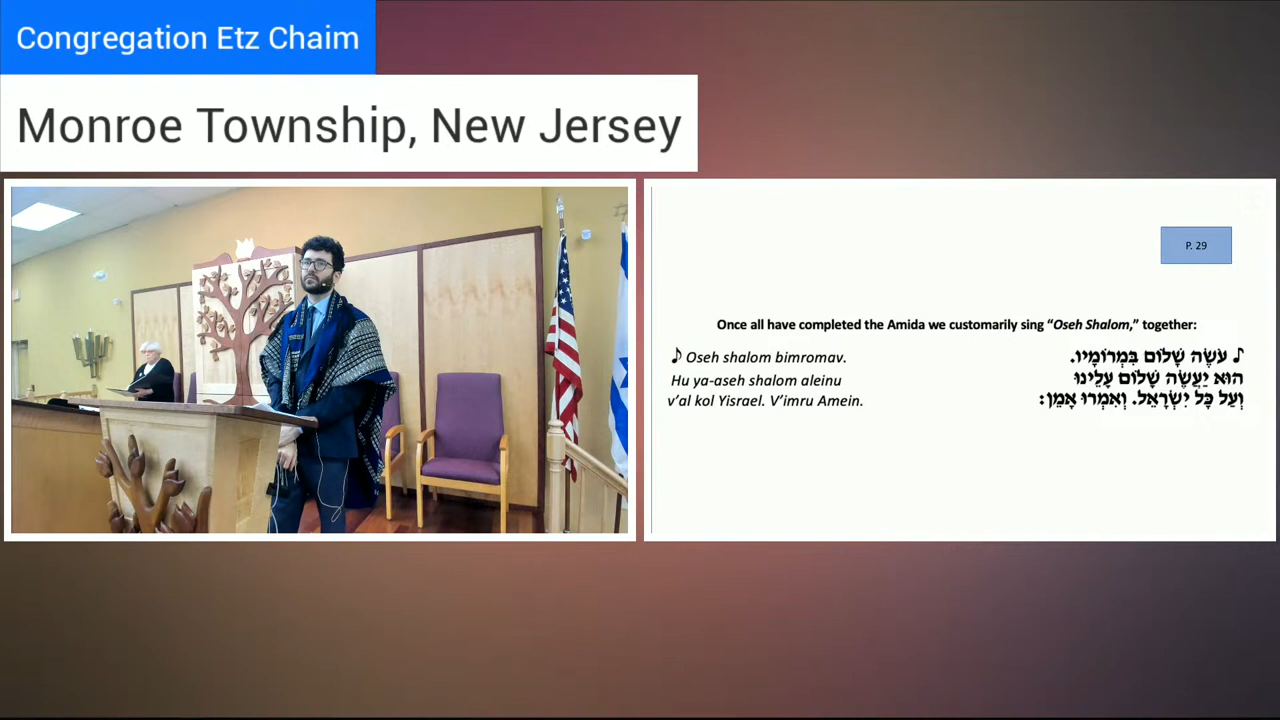 Congregation Etz Chaim
Monroe Township, New Jersey
P. 29
Once all have completed the Amida we customarily sing “Oseh Shalom,” together:
♪ Oseh shalom bimromav.
Hu ya-aseh shalom aleinu
v’al kol Yisrael. V’imru Amein.
♪ עֹשֶׂה שָׁלוֹם בִּמְרוֹמָיו.
הוּא יַעֲשֶׂה שָׁלוֹם עָלֵינוּ
וְעַל כָּל יִשְׂרָאֵל. וְאִמְרוּ אָמֵן: